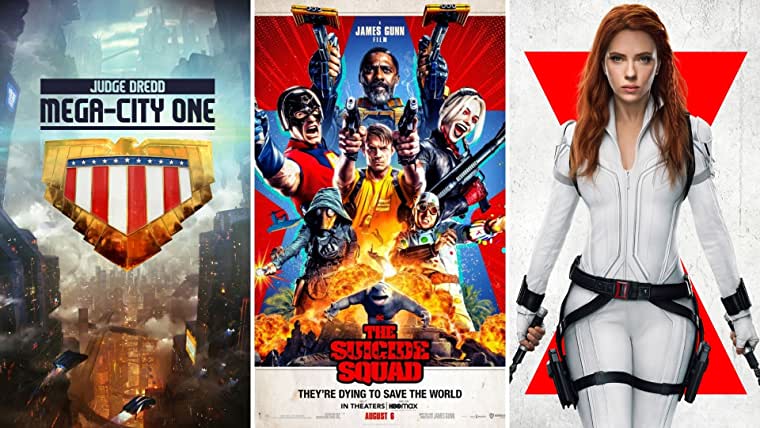 JUDGE DREDD
MEGA-CITY ONE
A
JAMES GUNN
FILM
THE
SUICIDE
SQUAD
THEY'RE DYING TO SAVE THE WORLD
IN THEATERS | HBOMAX
AUGUST 6